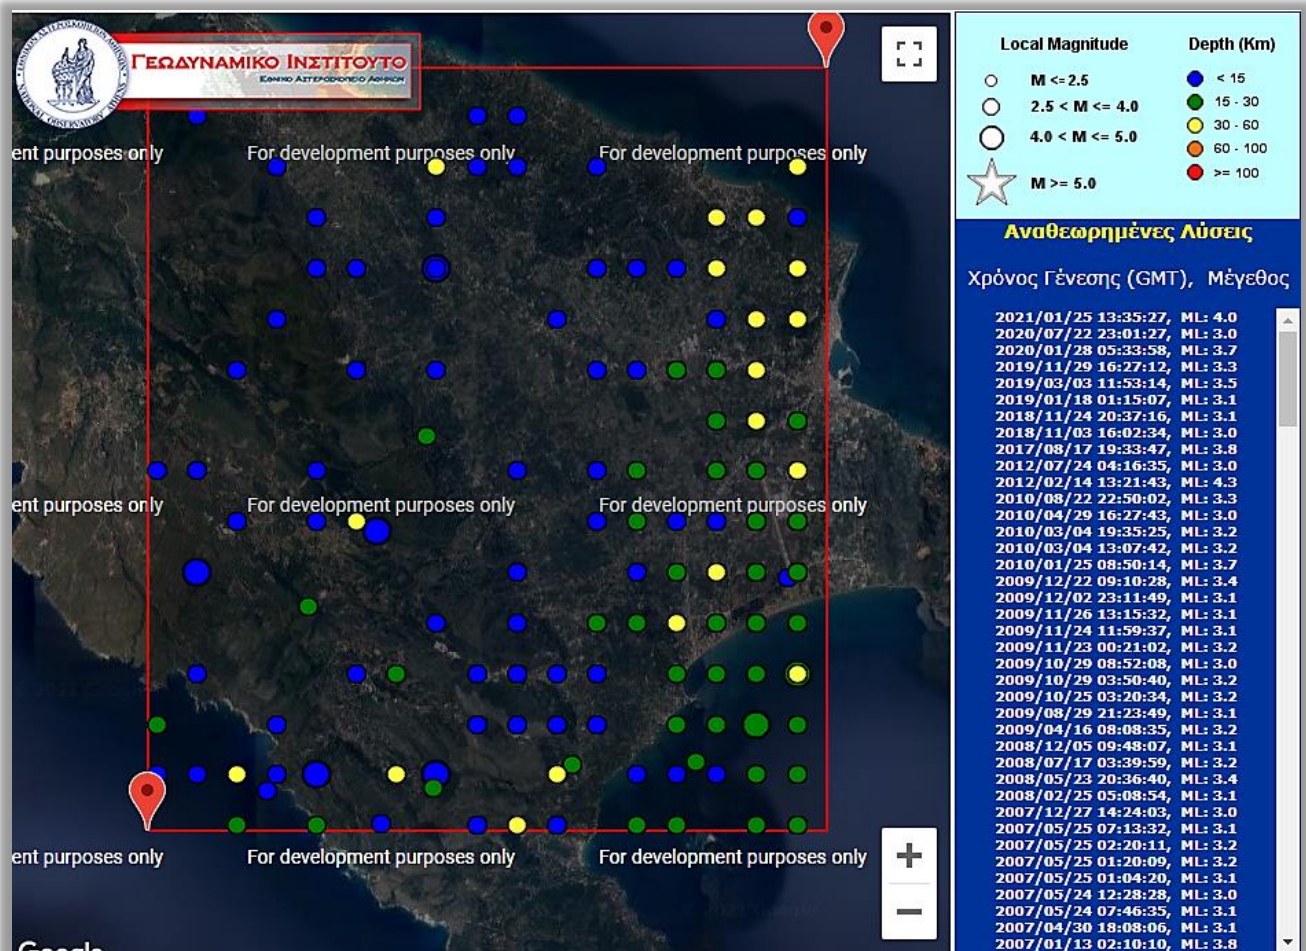 ΓΕΩΔΥΝΑΜΙΚΟ ΙΝΣΤΙΤΟΥΤΟ
ΕΘΝΙΚΟ ΑΣΤΕΡΟΣΚΟΠΕΙΟ ΑΘΗΝΩΝ
ent purposes only
For development purposes only
For development purposes only
ent purposes only
For development purposes only
For development purposes only
ent purposes only
For development purposes only
For development purposes only
Google
Local Magnitude
Depth (Km)
M <= 2.5
2.5 < M <= 4.0
4.0 < M <= 5.0
M >= 5.0
< 15
15 - 30
30 - 60
60 - 100
>= 100
Αναθεωρημένες Λύσεις
Χρόνος Γένεσης (GMT), Μέγεθος
2021/01/25 13:35:27, ML: 4.0
2020/07/22 23:01:27, ML: 3.0
2020/01/28 05:33:58, ML: 3.7
2019/11/29 16:27:12, ML: 3.3
2019/03/03 11:53:14, ML: 3.5
2019/01/18 01:15:07, ML: 3.1
2018/11/24 20:37:16, ML: 3.1
2018/11/03 16:02:34, ML: 3.0
2017/08/17 19:33:47, ML: 3.8
2012/07/24 04:16:35, ML: 3.0
2012/02/14 13:21:43, ML: 4.3
2010/08/22 22:50:02, ML: 3.3
2010/04/29 16:27:43, ML: 3.0
2010/03/04 19:35:25, ML: 3.2
2010/03/04 13:07:42, ML: 3.2
2010/01/25 08:50:14, ML: 3.7
2009/12/22 09:10:28, ML: 3.4
2009/12/02 23:11:49, ML: 3.1
2009/11/26 13:15:32, ML: 3.1
2009/11/24 11:59:37, ML: 3.1
2009/11/23 00:21:02, ML: 3.2
2009/10/29 08:52:08, ML: 3.0
2009/10/29 03:50:40, ML: 3.2
2009/10/25 03:20:34, ML: 3.2
2009/08/29 21:23:49, ML: 3.1
2009/04/16 08:08:35, ML: 3.2
2008/12/05 09:48:07, ML: 3.1
2008/07/17 03:39:59, ML: 3.2
2008/05/23 20:36:40, ML: 3.4
2008/02/25 05:08:54, ML: 3.1
2007/12/27 14:24:03, ML: 3.0
2007/05/25 07:13:32, ML: 3.1
2007/05/25 02:20:11, ML: 3.2
2007/05/25 01:20:09, ML: 3.2
2007/05/25 01:04:20, ML: 3.1
2007/05/24 12:28:28, ML: 3.0
2007/05/24 07:46:35, ML: 3.1
2007/04/30 18:08:06, ML: 3.1
2007/01/13 02:10:10, ML: 3.8